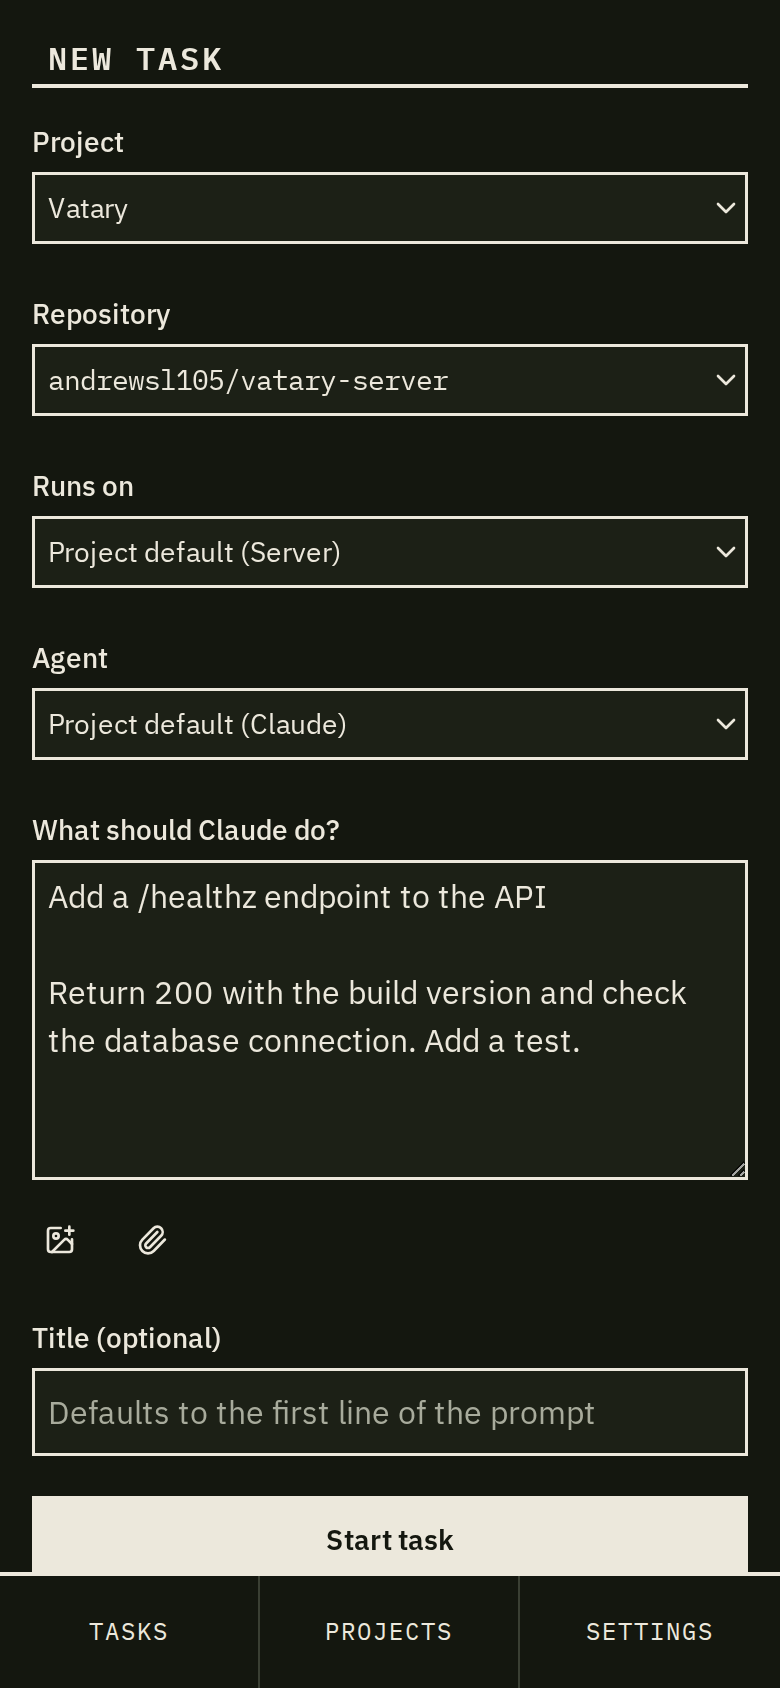 NEW TASK
Project
Vatary
Repository
andrewsl105/vatary-server
Runs on
Project default (Server)
Agent
Project default (Claude)
What should Claude do?
Add a /healthz endpoint to the API
Return 200 with the build version and check
the database connection. Add a test.
Title (optional)
Defaults to the first line of the prompt
Start task
TASKS
PROJECTS
SETTINGS